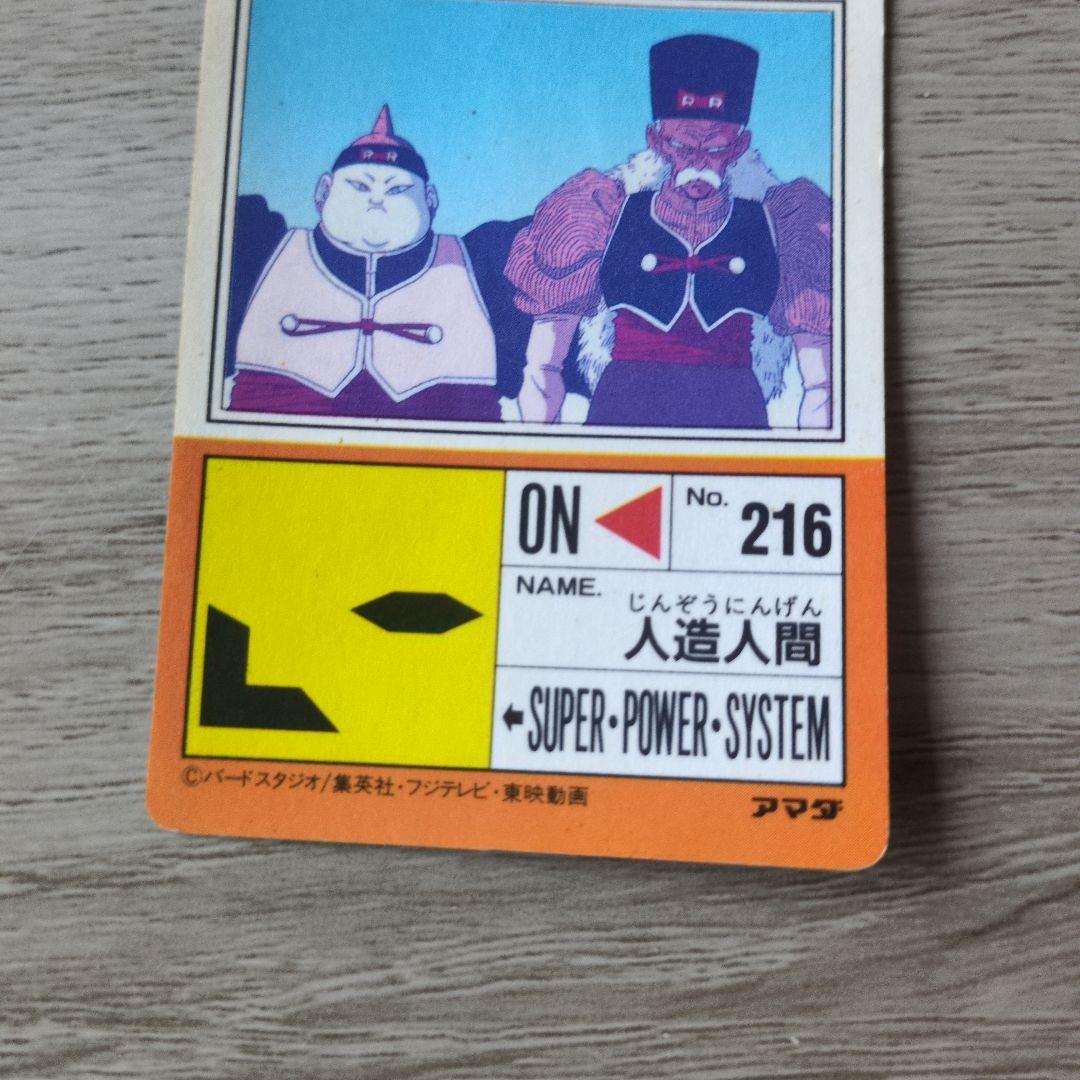 RR
RR
ON
No. 216
NAME.
じんぞうにんげん
人造人間
SUPER・POWER・SYSTEM
©バードスタジオ/集英社・フジテレビ・東映動画
アマダ